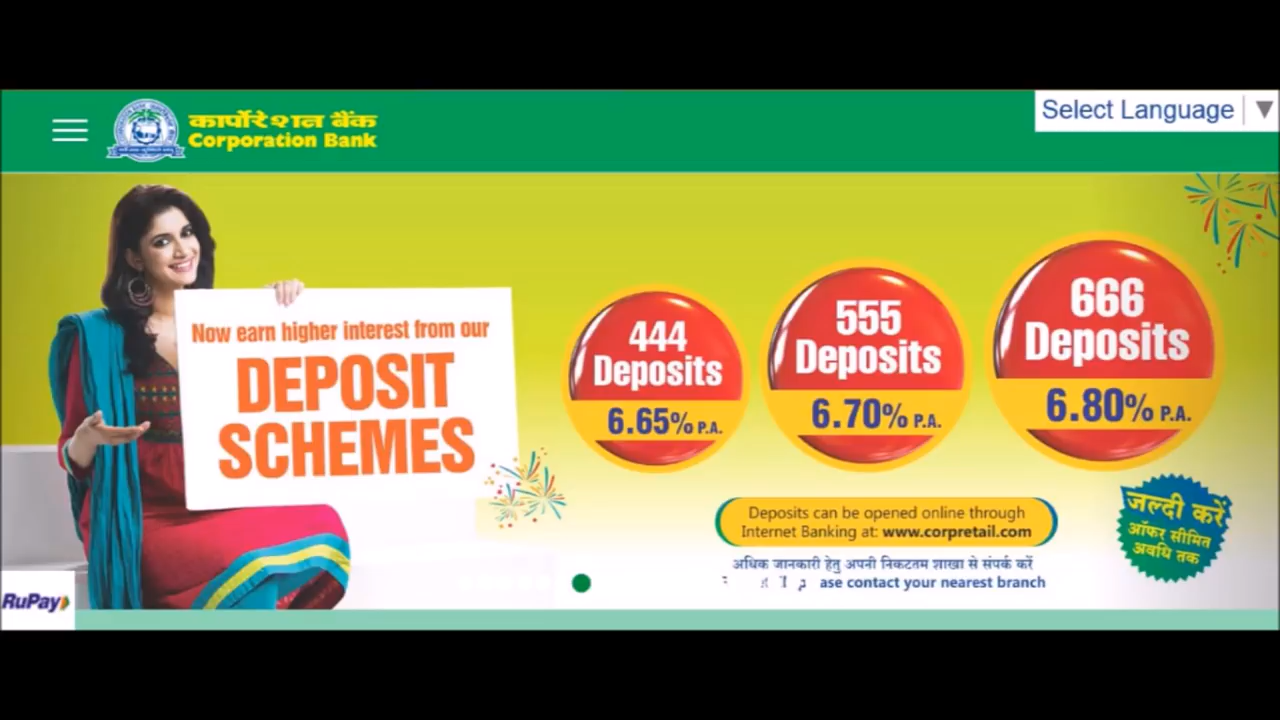 कार्पोरेशन बैंक
Corporation Bank
Select Language
Now earn higher interest from our
DEPOSIT
SCHEMES
444
Deposits
6.65% P.A.
555
Deposits
6.70% P.A.
666
Deposits
6.80% P.A.
Deposits can be opened online through
Internet Banking at: www.corpretail.com
अधिक जानकारी हेतु अपनी निकटतम शाखा से संपर्क करें
contact your nearest branch
जल्दी करें
ऑफर सीमित
अवधि तक
RuPay